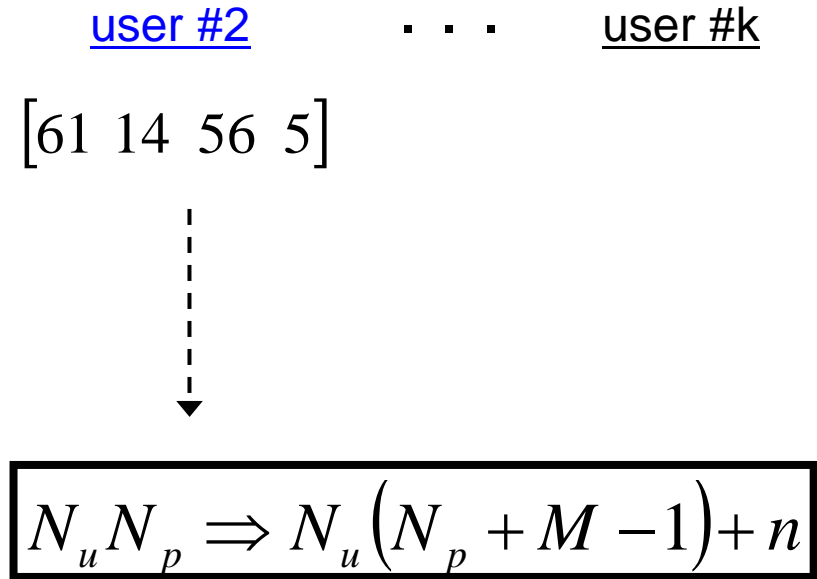 user #2 . . . user #k
[61 14 56 5]
N_u N_p ⇒ N_u (N_p + M − 1) + n